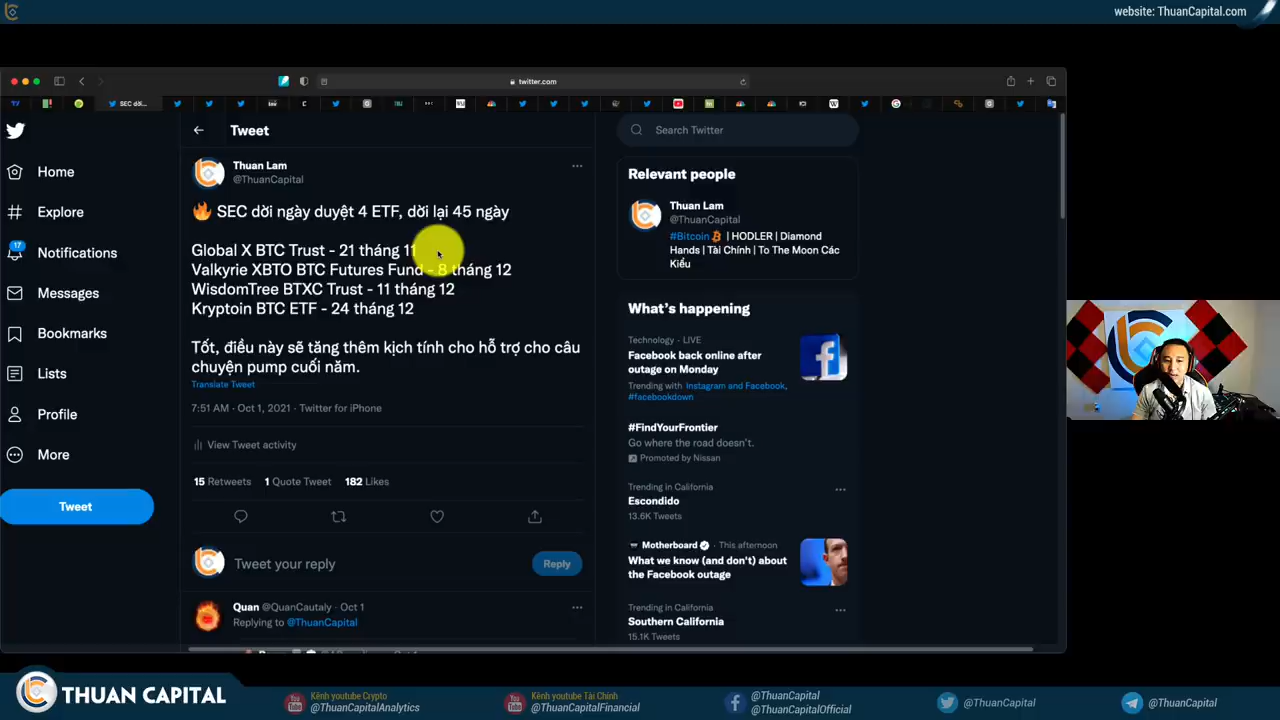 website: ThuanCapital.com
twitter.com
SEC dời...
Tweet
Search Twitter
Home
Explore
17
Notifications
Messages
Bookmarks
Lists
Profile
More
Tweet
Thuan Lam
@ThuanCapital
🔥 SEC dời ngày duyệt 4 ETF, dời lại 45 ngày
Global X BTC Trust - 21 tháng 11
Valkyrie XBTO BTC Futures Fund - 8 tháng 12
WisdomTree BTXC Trust - 11 tháng 12
Kryptoin BTC ETF - 24 tháng 12
Tốt, điều này sẽ tăng thêm kịch tính cho hỗ trợ cho câu
chuyện pump cuối năm.
Translate Tweet
7:51 AM · Oct 1, 2021 · Twitter for iPhone
View Tweet activity
15 Retweets 1 Quote Tweet 182 Likes
Tweet your reply
Reply
Quan @QuanCautaly · Oct 1
Replying to @ThuanCapital
Relevant people
Thuan Lam
@ThuanCapital
#Bitcoin | HODLER | Diamond
Hands | Tài Chính | To The Moon Các
Kiểu
What's happening
Technology · LIVE
Facebook back online after
outage on Monday
Trending with Instagram and Facebook,
#facebookdown
#FindYourFrontier
Go where the road doesn't.
Promoted by Nissan
Trending in California
Escondido
13.6K Tweets
Motherboard · This afternoon
What we know (and don't) about
the Facebook outage
Trending in California
Southern California
15.1K Tweets
THUAN CAPITAL
Kênh youtube Crypto
@ThuanCapitalAnalytics
Kênh youtube Tài Chính
@ThuanCapitalFinancial
@ThuanCapital
@ThuanCapitalOfficial
@ThuanCapital
@ThuanCapital